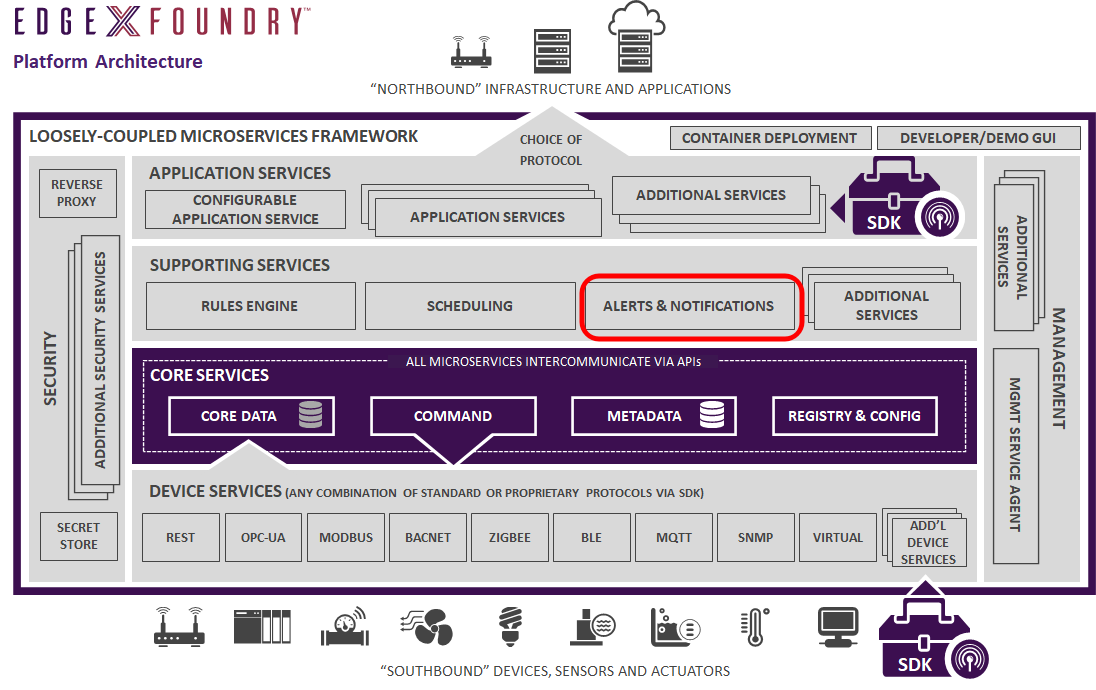 EDGE X FOUNDRY™
Platform Architecture
“NORTHBOUND” INFRASTRUCTURE AND APPLICATIONS
LOOSELY-COUPLED MICROSERVICES FRAMEWORK
CHOICE OF
PROTOCOL
CONTAINER DEPLOYMENT
DEVELOPER/DEMO GUI
REVERSE
PROXY
SECURITY
ADDITIONAL SECURITY SERVICES
SECRET
STORE
APPLICATION SERVICES
CONFIGURABLE
APPLICATION SERVICE
APPLICATION SERVICES
ADDITIONAL SERVICES
SDK
SUPPORTING SERVICES
RULES ENGINE
SCHEDULING
ALERTS & NOTIFICATIONS
ADDITIONAL
SERVICES
ALL MICROSERVICES INTERCOMMUNICATE VIA APIs
CORE SERVICES
CORE DATA
COMMAND
METADATA
REGISTRY & CONFIG
DEVICE SERVICES (ANY COMBINATION OF STANDARD OR PROPRIETARY PROTOCOLS VIA SDK)
REST
OPC-UA
MODBUS
BACNET
ZIGBEE
BLE
MQTT
SNMP
VIRTUAL
ADD’L
DEVICE
SERVICES
ADDITIONAL
SERVICES
MANAGEMENT
MGMT SERVICE AGENT
“SOUTHBOUND” DEVICES, SENSORS AND ACTUATORS
SDK